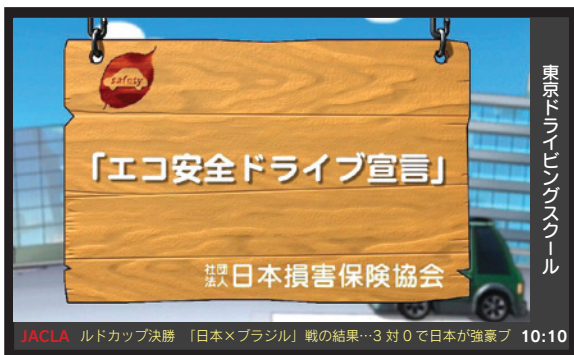 safety
「エコ安全ドライブ宣言」
社団法人日本損害保険協会
東京ドライビングスクール
JACLA ルドカップ決勝 「日本×ブラジル」戦の結果…3対0で日本が強豪ブ 10:10